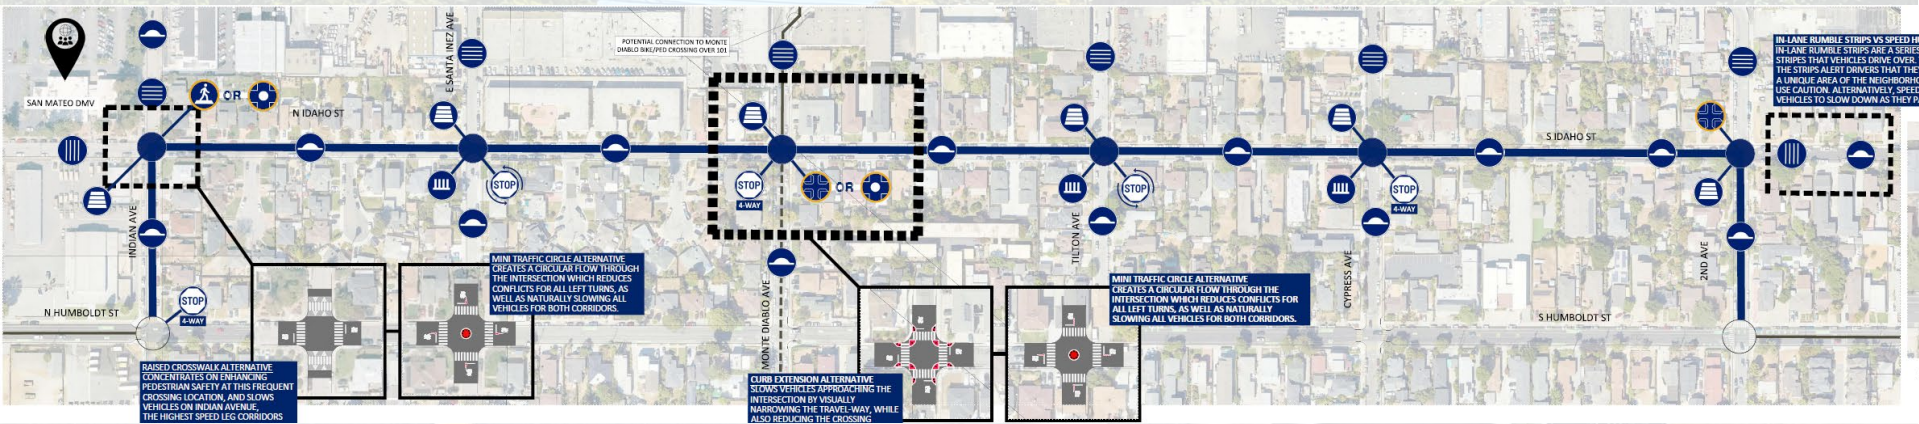 SAN MATEO DMV
OR
N IDAHO ST
E SANTA INEZ AVE
POTENTIAL CONNECTION TO MONTE
DIABLO BIKE/PED CROSSING OVER 101
STOP
STOP
4-WAY
OR
STOP
STOP
4-WAY
S IDAHO ST
IN-LANE RUMBLE STRIPS VS SPEED
IN-LANE RUMBLE STRIPS ARE A SERIES
STRIPES THAT VEHICLES DRIVE OVER.
THE STRIPS ALERT DRIVERS THAT THEY
A UNIQUE AREA OF THE
USE CAUTION. ALTERNATIVELY, SPEED
VEHICLES TO SLOW DOWN AS THEY
INDIAN AVE
STOP
4-WAY
N HUMBOLDT ST
MINI TRAFFIC CIRCLE ALTERNATIVE
CREATES A CIRCULAR FLOW THROUGH
THE INTERSECTION WHICH REDUCES
CONFLICTS FOR ALL LEFT TURNS, AS
WELL AS NATURALLY SLOWING ALL
VEHICLES FOR BOTH CORRIDORS.
MONTE DIABLO AVE
TILTON AVE
MINI TRAFFIC CIRCLE ALTERNATIVE
CREATES A CIRCULAR FLOW THROUGH THE
INTERSECTION WHICH REDUCES CONFLICTS FOR
ALL LEFT TURNS, AS WELL AS NATURALLY
SLOWING ALL VEHICLES FOR BOTH CORRIDORS.
CYPRESS AVE
S HUMBOLDT ST
2ND AVE
RAISED CROSSWALK ALTERNATIVE
CONCENTRATES ON ENHANCING
PEDESTRIAN SAFETY AT THIS FREQUENT
CROSSING LOCATION, AND SLOWS
VEHICLES ON INDIAN AVENUE,
THE HIGHEST SPEED LEG CORRIDORS
CURB EXTENSION ALTERNATIVE
SLOWS VEHICLES APPROACHING THE
INTERSECTION BY VISUALLY
NARROWING THE TRAVEL-WAY, WHILE
ALSO REDUCING THE CROSSING